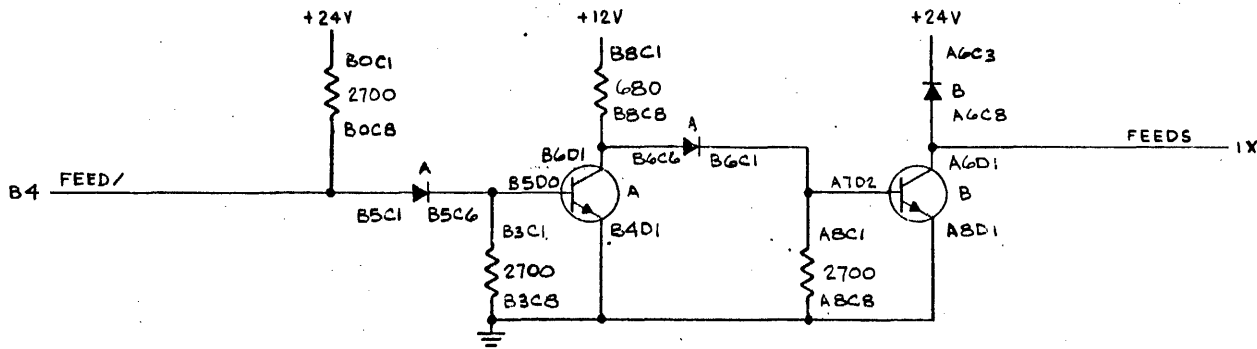 +24V
+12V
+24V
B0C1
2700
B0C8
B8C1
680
B8C8
A6C3
B
A6C8
FEEDS
1X
A
B6C6
B6C1
B6D1
A6D1
B4
FEED/
A
B5C1
B5C6
B5D0
A
B4D1
A7D2
B
A8D1
B3C1
2700
B3C8
A8C1
2700
A8C8